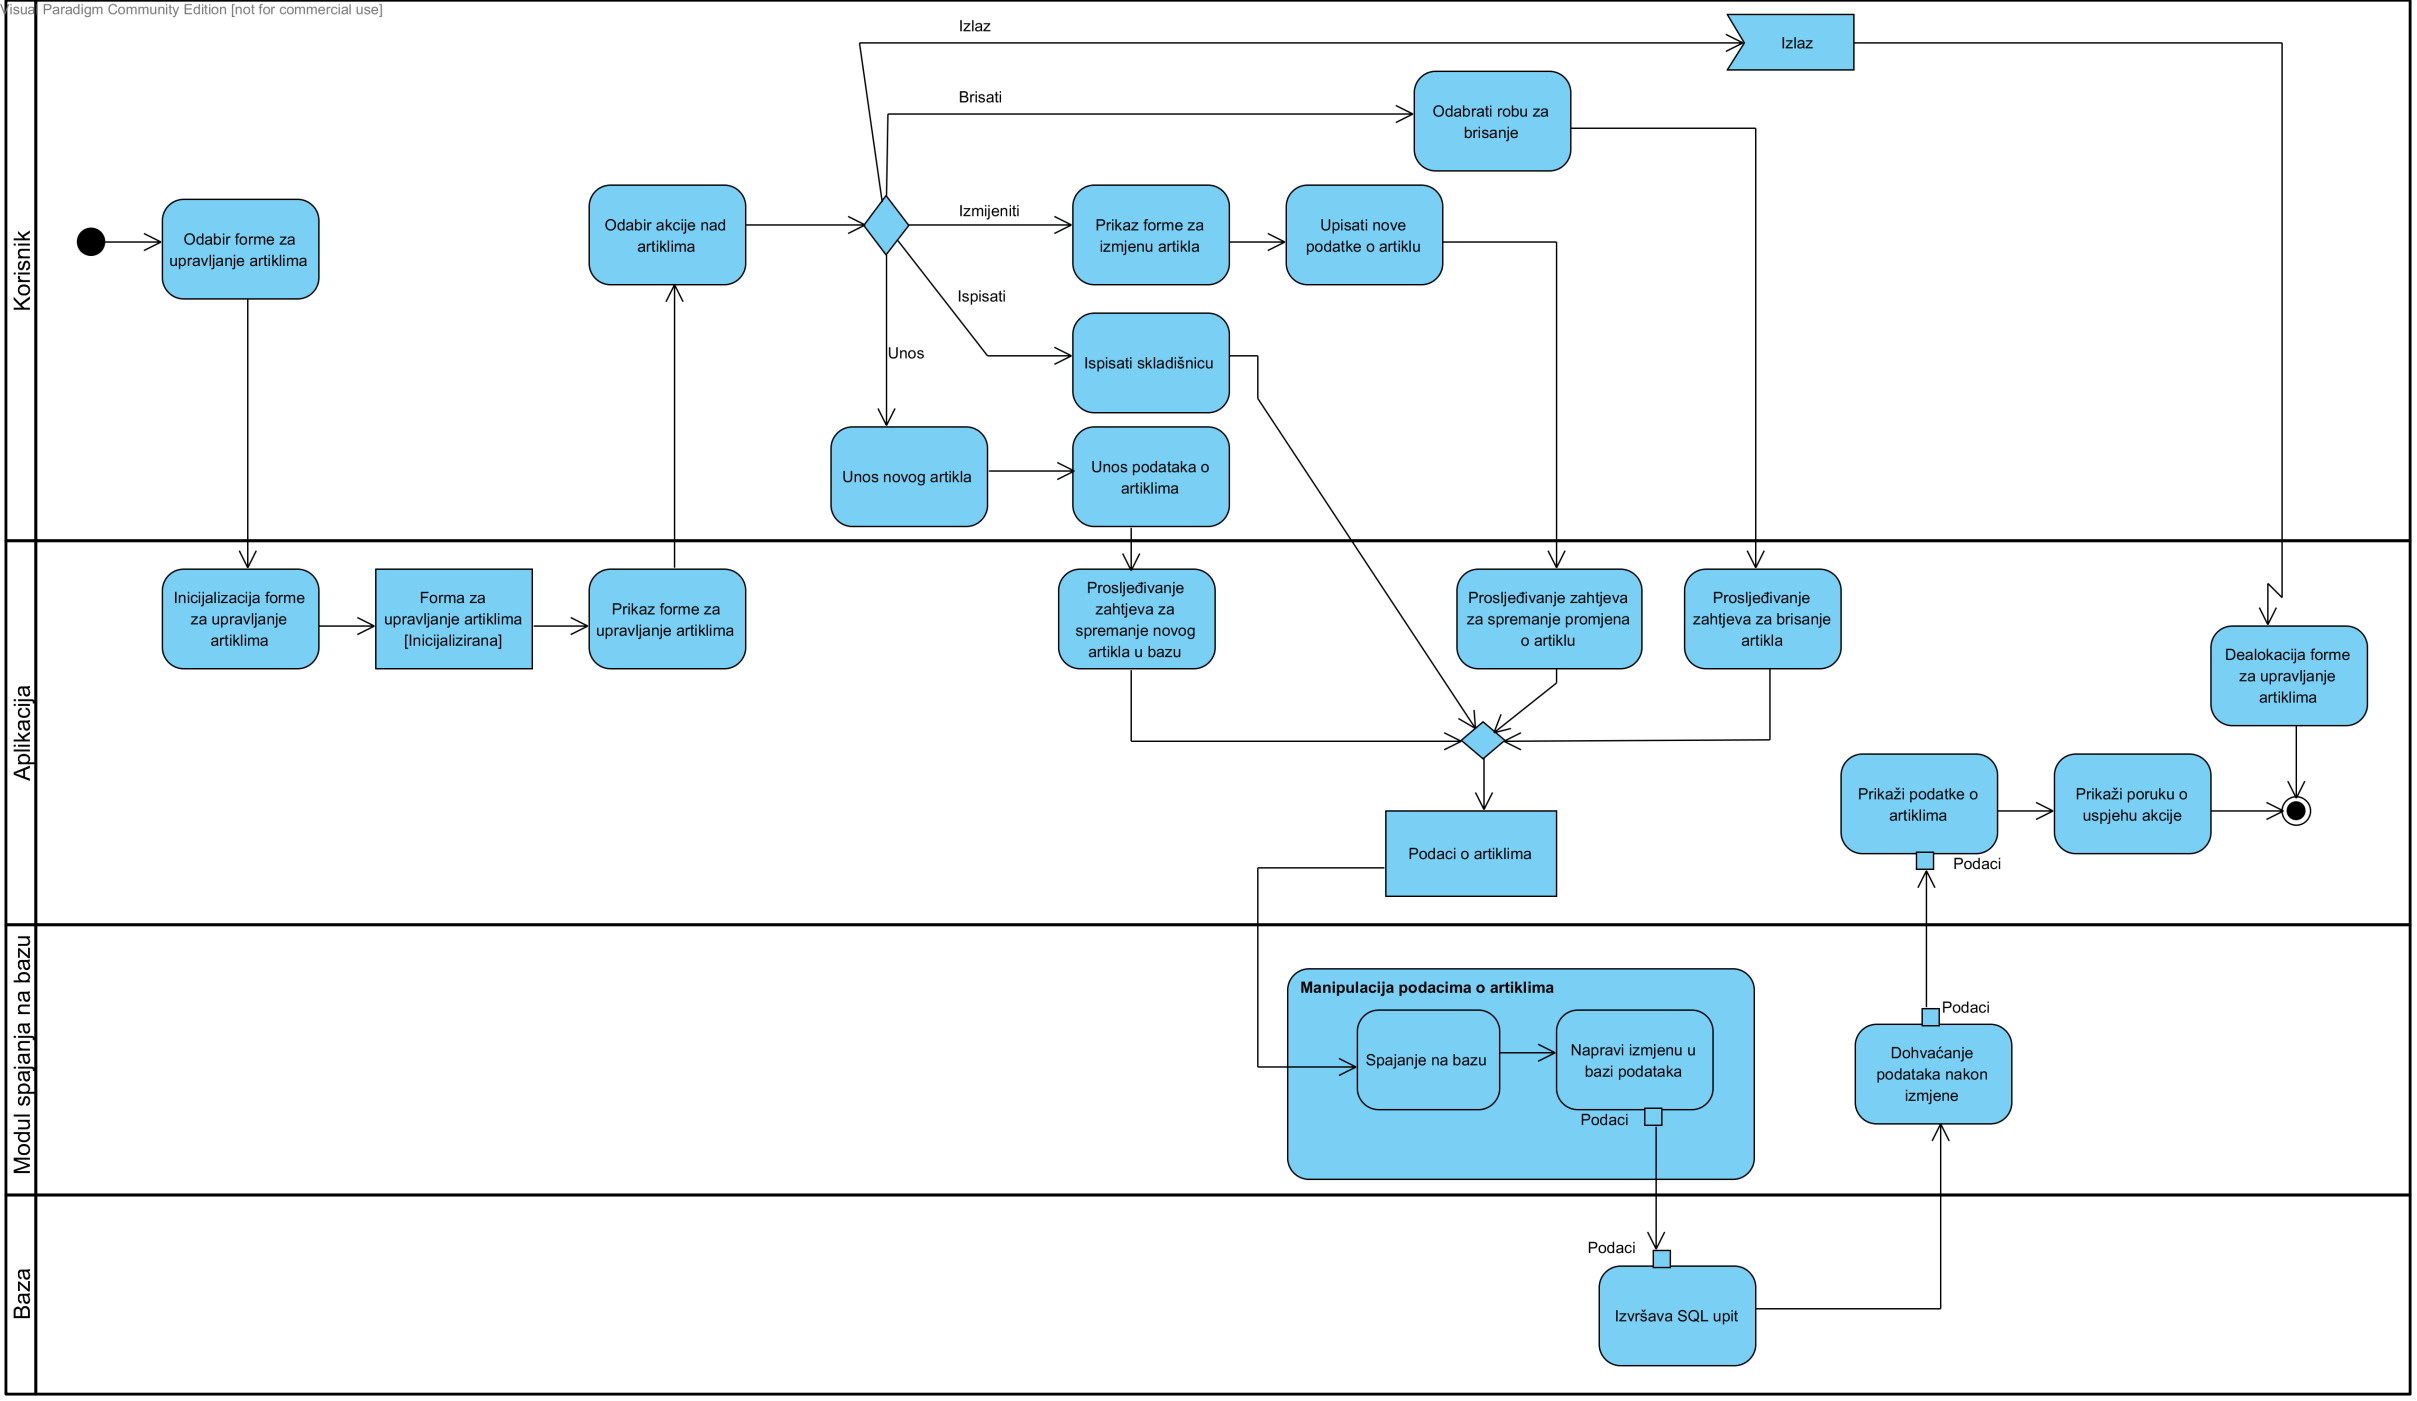 Visual Paradigm Community Edition [not for commercial use]
Korisnik
Izlaz
Izlaz
Brisati
Odabrati robu za
brisanje
Odabir forme za
upravljanje artiklima
Odabir akcije nad
artiklima
Izmijeniti
Prikaz forme za
izmjenu artikla
Upisati nove
podatke o artiklu
Ispisati
Ispisati skladišnicu
Unos
Unos novog artikla
Unos podataka o
artiklima
Aplikacija
Inicijalizacija forme
za upravljanje
artiklima
Forma za
upravljanje artiklima
[Inicijalizirana]
Prikaz forme za
upravljanje artiklima
Prosljeđivanje
zahtjeva za
spremanje novog
artikla u bazu
Prosljeđivanje zahtjeva
za spremanje promjena
o artiklu
Prosljeđivanje
zahtjeva za brisanje
artikla
Dealokacija forme
za upravljanje
artiklima
Prikaži podatke o
artiklima
Prikaži poruku o
uspjehu akcije
Podaci
Podaci o artiklima
Modul spajanja na bazu
Manipulacija podacima o artiklima
Spajanje na bazu
Napravi izmjenu u
bazi podataka
Podaci
Podaci
Dohvaćanje
podataka nakon
izmjene
Baza
Podaci
Izvršava SQL upit